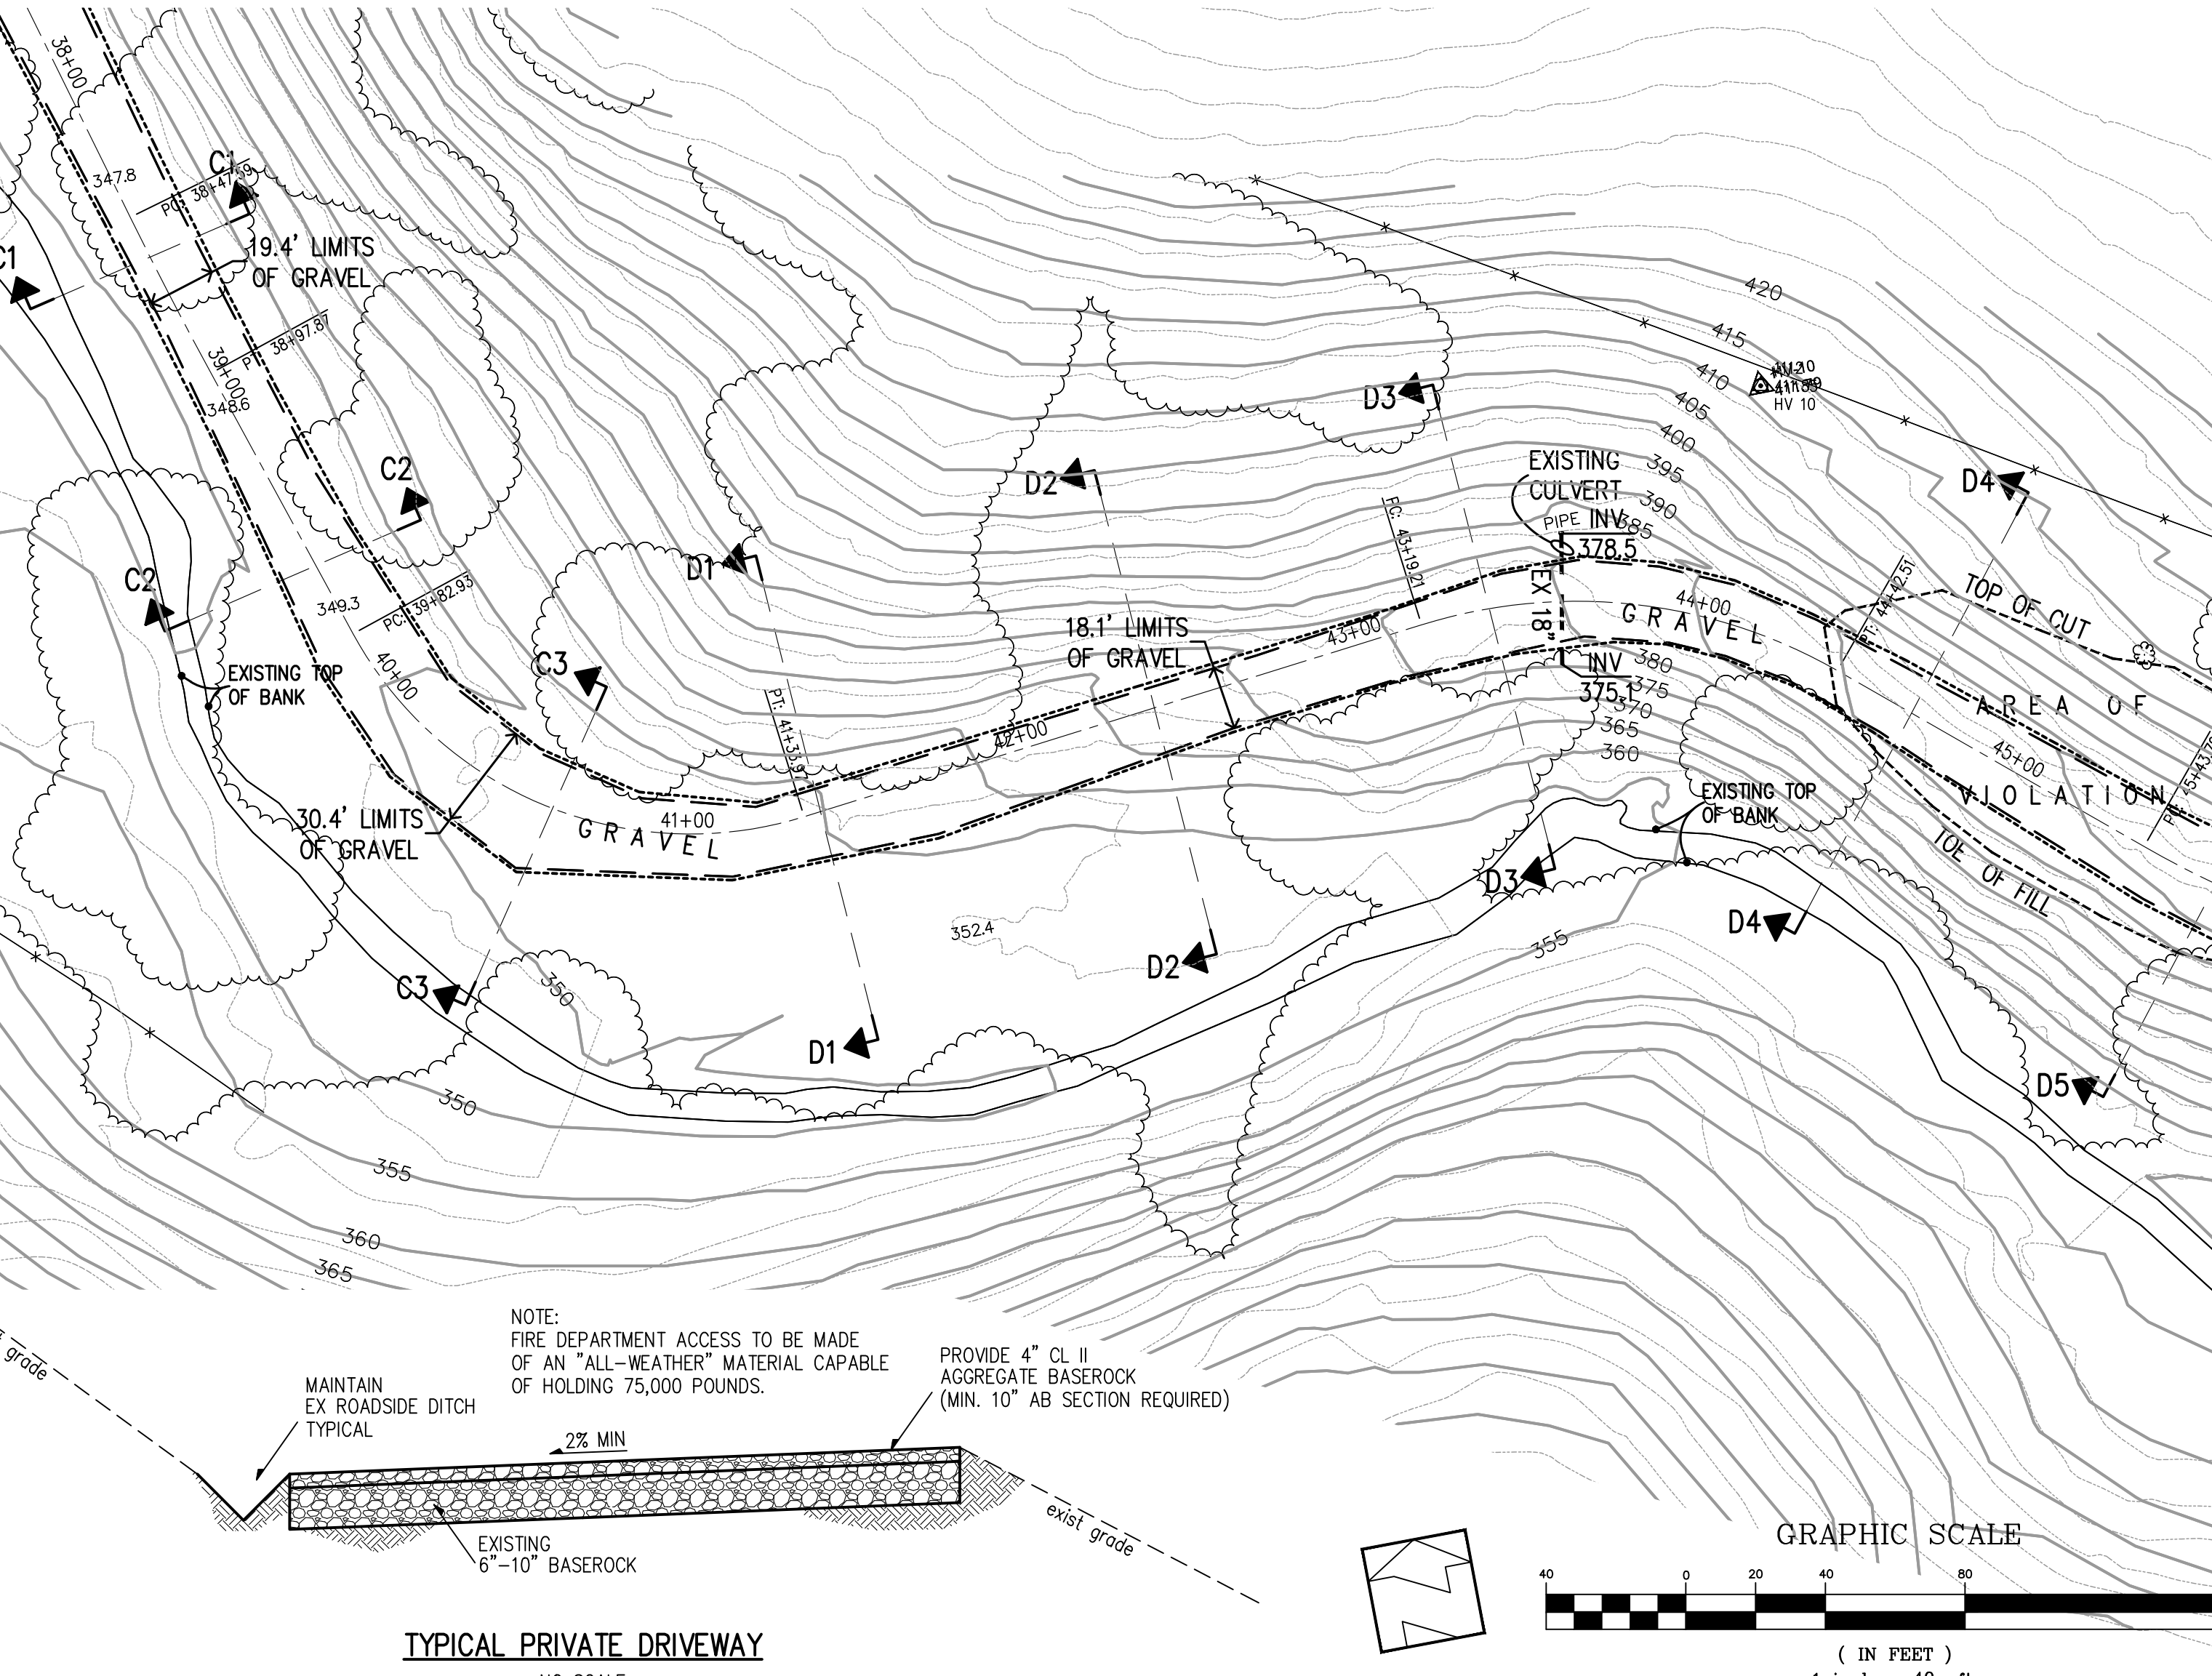 38+00
347.8
C1
PC: 38+47.59
C1
19.4' LIMITS
OF GRAVEL
38+97.87
39+00
348.6
C2
C2
349.3
PC: 39+82.93
40+00
EXISTING TOP
OF BANK
C3
30.4' LIMITS
OF GRAVEL
C3
GRAVEL
41+00
D1
PT: 41+33.97
D1
350
350
355
360
365
42+00
352.4
D2
18.1' LIMITS
OF GRAVEL
D2
43+00
D3
PC: 43+19.21
EXISTING
CULVERT
PIPE INV
378.5
EX 18"
INV
375.1
GRAVEL
44+00
420
415
410
405
400
395
390
385
380
375
370
365
360
HV 10
D4
PT: 44+42.51
TOP OF CUT
AREA OF
VIOLATION
45+00
EXISTING TOP
OF BANK
TOE OF FILL
D3
D4
355
D5
NOTE:
FIRE DEPARTMENT ACCESS TO BE MADE
OF AN "ALL-WEATHER" MATERIAL CAPABLE
OF HOLDING 75,000 POUNDS.
PROVIDE 4" CL II
AGGREGATE BASEROCK
(MIN. 10" AB SECTION REQUIRED)
grade
MAINTAIN
EX ROADSIDE DITCH
TYPICAL
2% MIN
EXISTING
6"-10" BASEROCK
exist grade
TYPICAL PRIVATE DRIVEWAY
GRAPHIC SCALE
40 0 20 40 80
( IN FEET )